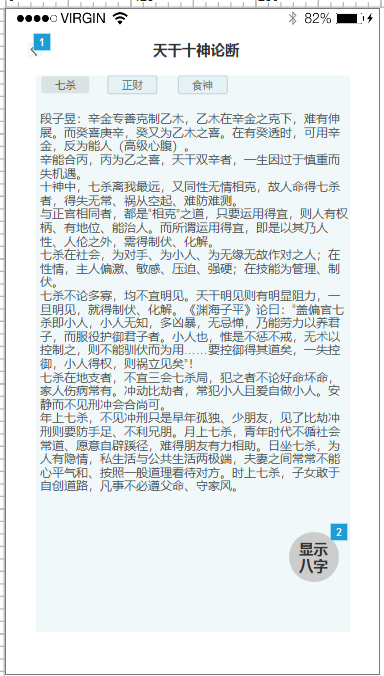 VIRGIN 82%
1
天干十神论断
七杀 正财 食神
段子昱：辛金专善克制乙木，乙木在辛金之克下，难有伸
展。而癸喜庚辛，癸又为乙木之喜。在有癸透时，可用辛
金，反为能人（高级心腹）。
辛能合丙，丙为乙之喜，天干双辛者，一生因过于慎重而
失机遇。
十神中，七杀离我最远，又同性无情相克，故人命得七杀
者，得失无常、祸从空起、难防难测。
与正官相同者，都是"相克"之道，只要运用得宜，则人有权
柄、有地位、能治人。而所谓运用得宜，即是以其乃人
性、人伦之外，需得制伏、化解。
七杀在社会，为对手、为小人、为无缘无故作对之人；在
性情，主人偏激、敏感、压迫、强硬；在技能为管理、制
伏。
七杀不论多寡，均不宜明见。天干明见则有明显阻力，一
旦明见，就得制伏、化解。《渊海子平》论曰："盖偏官七
杀即小人，小人无知，多凶暴，无忌惮，乃能劳力以养君
子，而服役护御君子者。小人也，惟是不惩不戒，无术以
控制之，则不能驯伏而为用……要控御得其道矣，一失控
御，小人得权，则祸立见矣"！
七杀在地支者，不宜三会七杀局，犯之者不论好命坏命，
家人伤病常有。冲动比劫者，常犯小人且爱自做小人。安
静而不见刑冲会合尚可。
年上七杀，不见冲刑只是早年孤独、少朋友，见了比劫冲
刑则要防手足、不利兄朋。月上七杀，青年时代不循社会
常道、愿意自辟蹊径，难得朋友有力相助。日坐七杀，为
人有隐情，私生活与公共生活两极端，夫妻之间常常不能
心平气和、按照一般道理看待对方。时上七杀，子女敢于
自创道路，凡事不必遵父命、守家风。
2
显示
八字